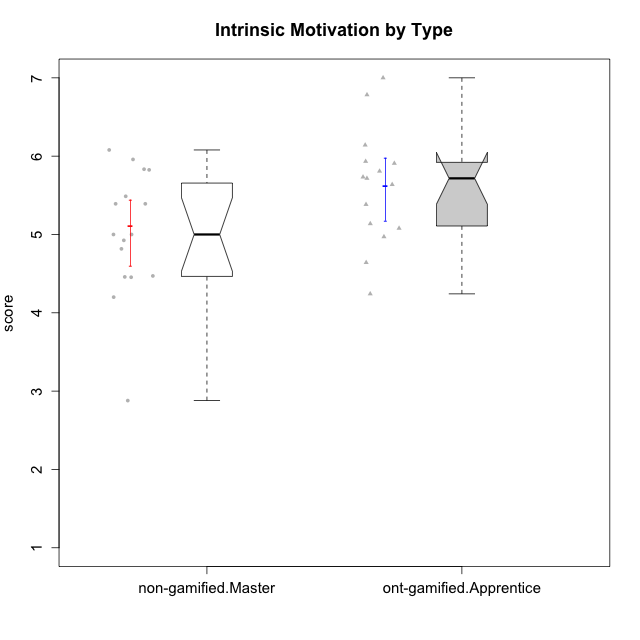 Intrinsic Motivation by Type
7
6
5
4
3
2
1
score
non-gamified.Master
ont-gamified.Apprentice